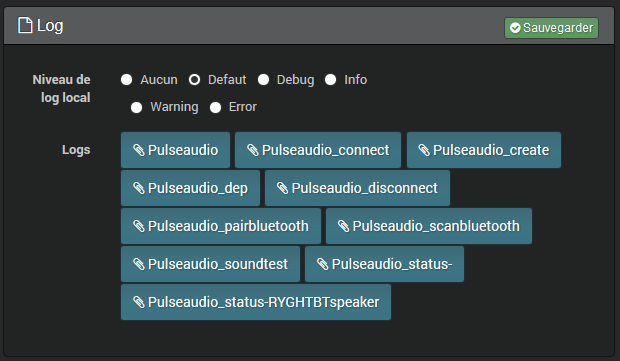 Log
Sauvegarder
Niveau de
log local
Aucun Defaut Debug Info
Warning Error
Logs
Pulseaudio Pulseaudio_connect Pulseaudio_create
Pulseaudio_dep Pulseaudio_disconnect
Pulseaudio_pairbluetooth Pulseaudio_scanbluetooth
Pulseaudio_soundtest Pulseaudio_status-
Pulseaudio_status-RYGHTBTspeaker